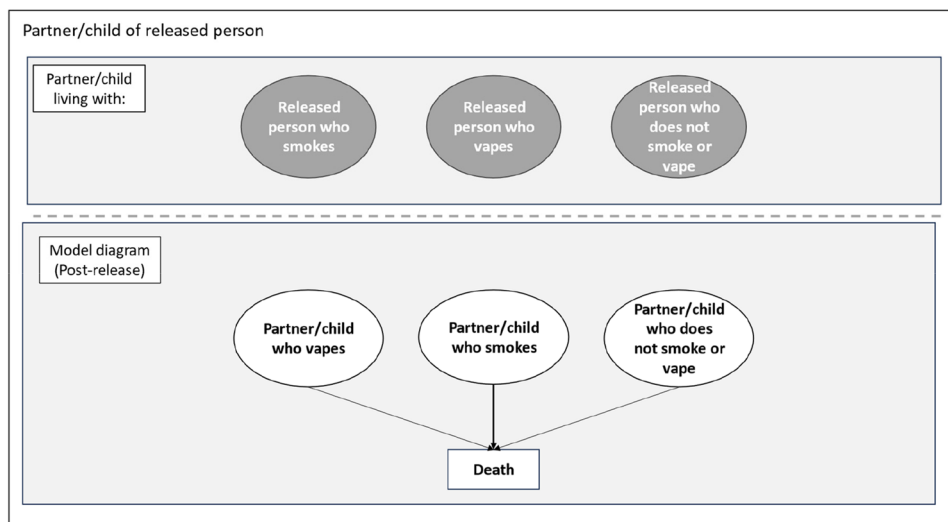 Partner/child of released person
Partner/child
living with:
Released
person who
smokes
Released
person who
vapes
Released
person who
does not
smoke or
vape
Model diagram
(Post-release)
Partner/child
who vapes
Partner/child
who smokes
Partner/child
who does
not smoke or
vape
Death